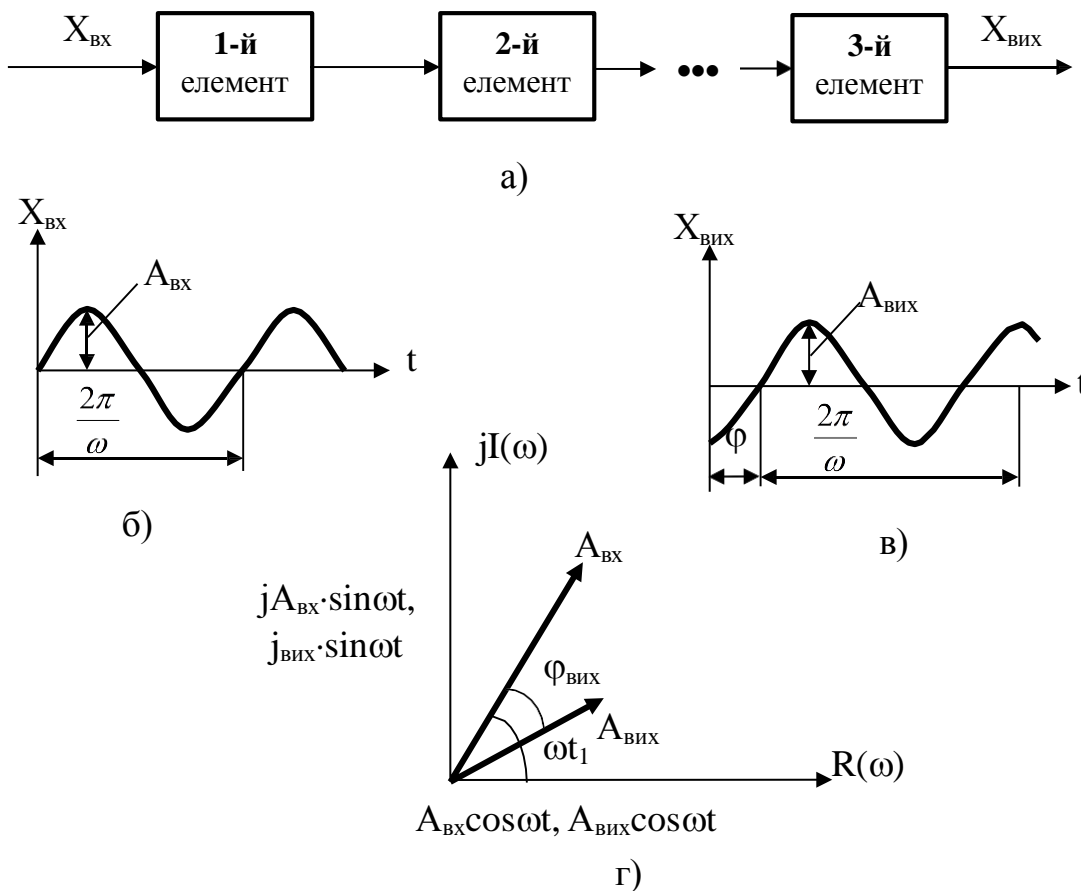 Xвх
1-й
елемент
2-й
елемент
•••
3-й
елемент
Xвих
а)
Xвх
Aвх
t
2π
ω
б)
Xвих
Aвих
t
φ
2π
ω
в)
jI(ω)
Aвх
jAвх·sinωt,
jвих·sinωt
φвих
Aвих
ωt1
R(ω)
Aвхcosωt, Aвихcosωt
г)